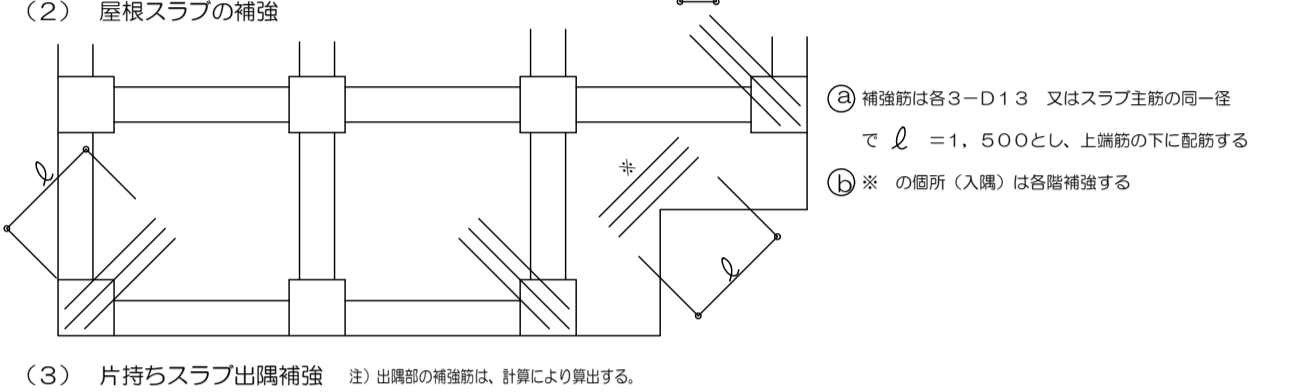 (2) 屋根スラブの補強
ⓐ 補強筋は各3-D13 又はスラブ主筋の同一径
で ℓ =1,500とし、上端筋の下に配筋する
ⓑ ※ の個所(入隅)は各階補強する
ℓ
※
ℓ
(3) 片持ちスラブ出隅補強 注)出隅部の補強筋は、計算により算出する。